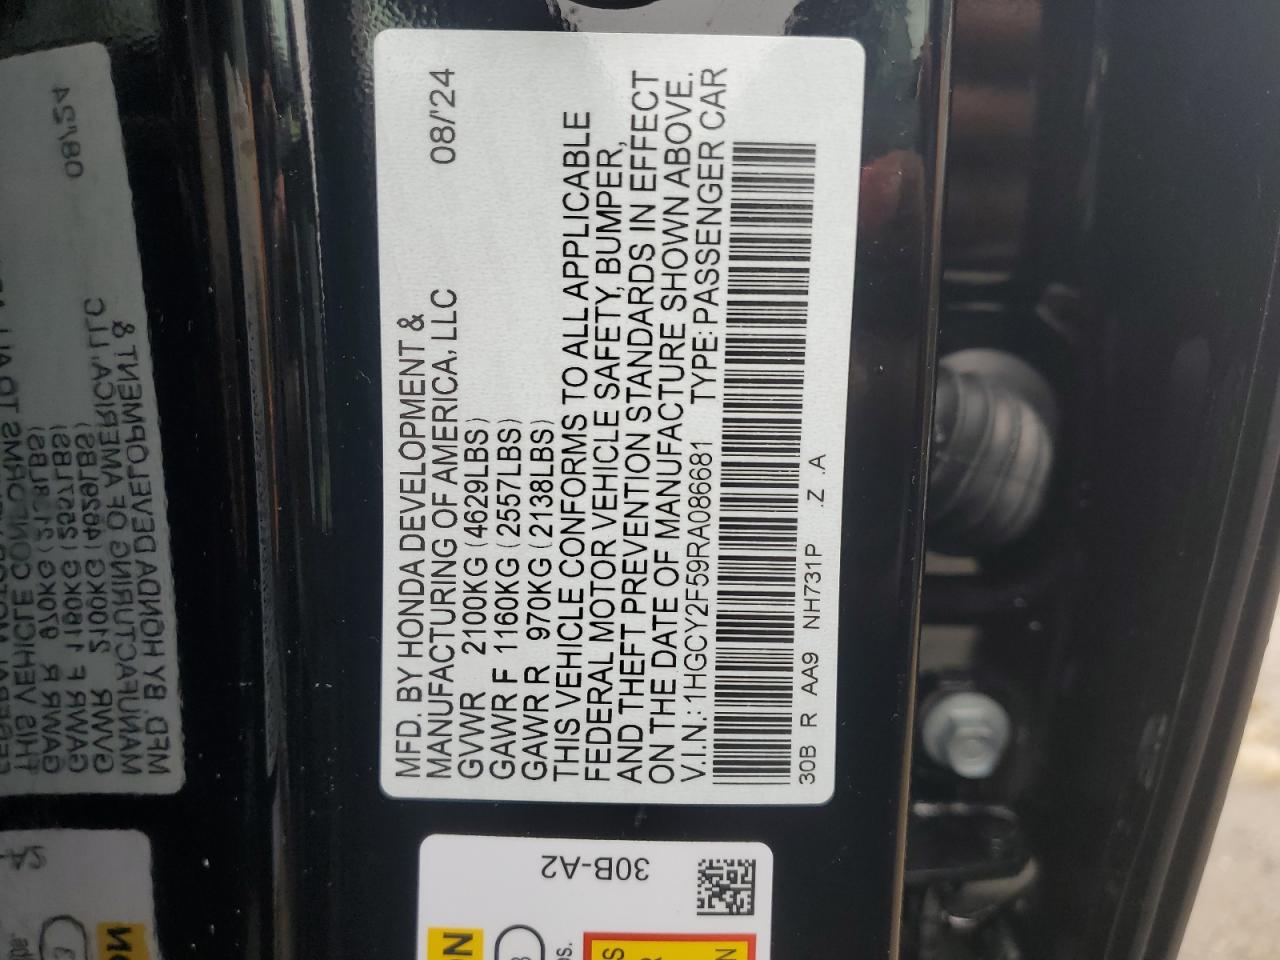 MFD. BY HONDA DEVELOPMENT &
MANUFACTURING OF AMERICA, LLC 08/'24
GVWR 2100KG (4629LBS)
GAWR F 1160KG (2557LBS)
GAWR R 970KG (2138LBS)
THIS VEHICLE CONFORMS TO ALL APPLICABLE
FEDERAL MOTOR VEHICLE SAFETY, BUMPER,
AND THEFT PREVENTION STANDARDS IN EFFECT
ON THE DATE OF MANUFACTURE SHOWN ABOVE.
V.I.N.: 1HGCY2F59RA086681 TYPE: PASSENGER CAR
30B R AA9 NH731P .Z .A
30B-A2